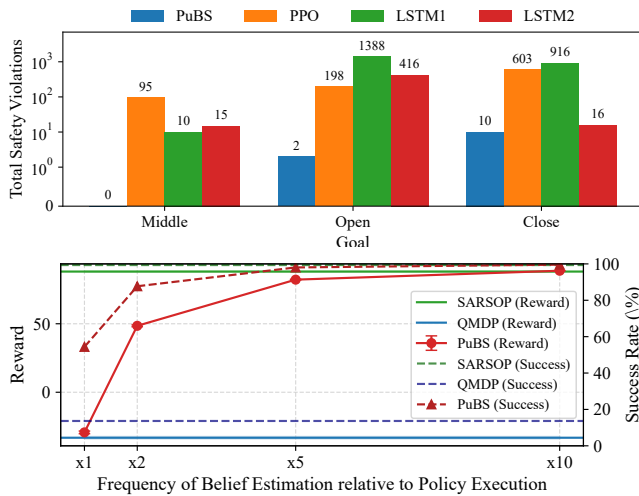 PuBS PPO LSTM1 LSTM2
Total Safety Violations
10³
10²
10¹
10⁰
0
0 95 10 15
2 198 1388 416
10 603 916 16
Middle Open Close
Goal
Reward
50
0
100
80
60
40
20
0
Success Rate (\%)
SARSOP (Reward)
QMDP (Reward)
PuBS (Reward)
SARSOP (Success)
QMDP (Success)
PuBS (Success)
x1 x2 x5 x10
Frequency of Belief Estimation relative to Policy Execution